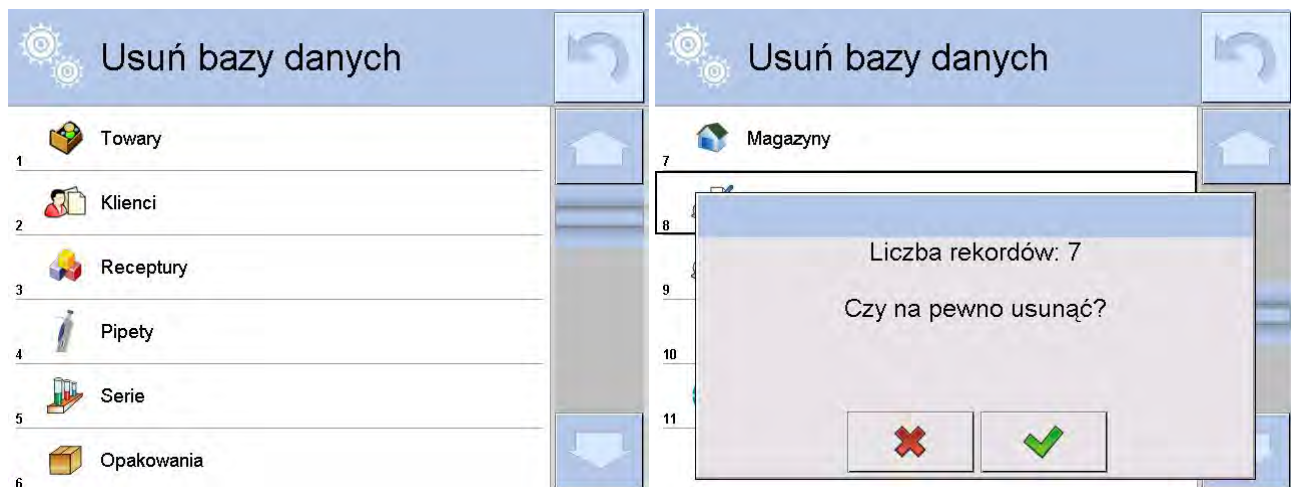 Usuń bazy danych
1 Towary
2 Klienci
3 Receptury
4 Pipety
5 Serie
6 Opakowania
Usuń bazy danych
7 Magazyny
8
9
10
11
Liczba rekordów: 7
Czy na pewno usunąć?